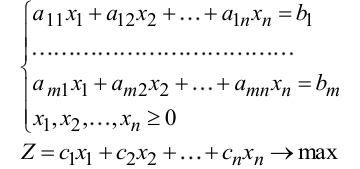 a₁₁x₁ + a₁₂x₂ + … + a₁ₙxₙ = b₁
………………………………
aₘ₁x₁ + aₘ₂x₂ + … + aₘₙxₙ = bₘ
x₁, x₂, …, xₙ ≥ 0
Z = c₁x₁ + c₂x₂ + … + cₙxₙ → max